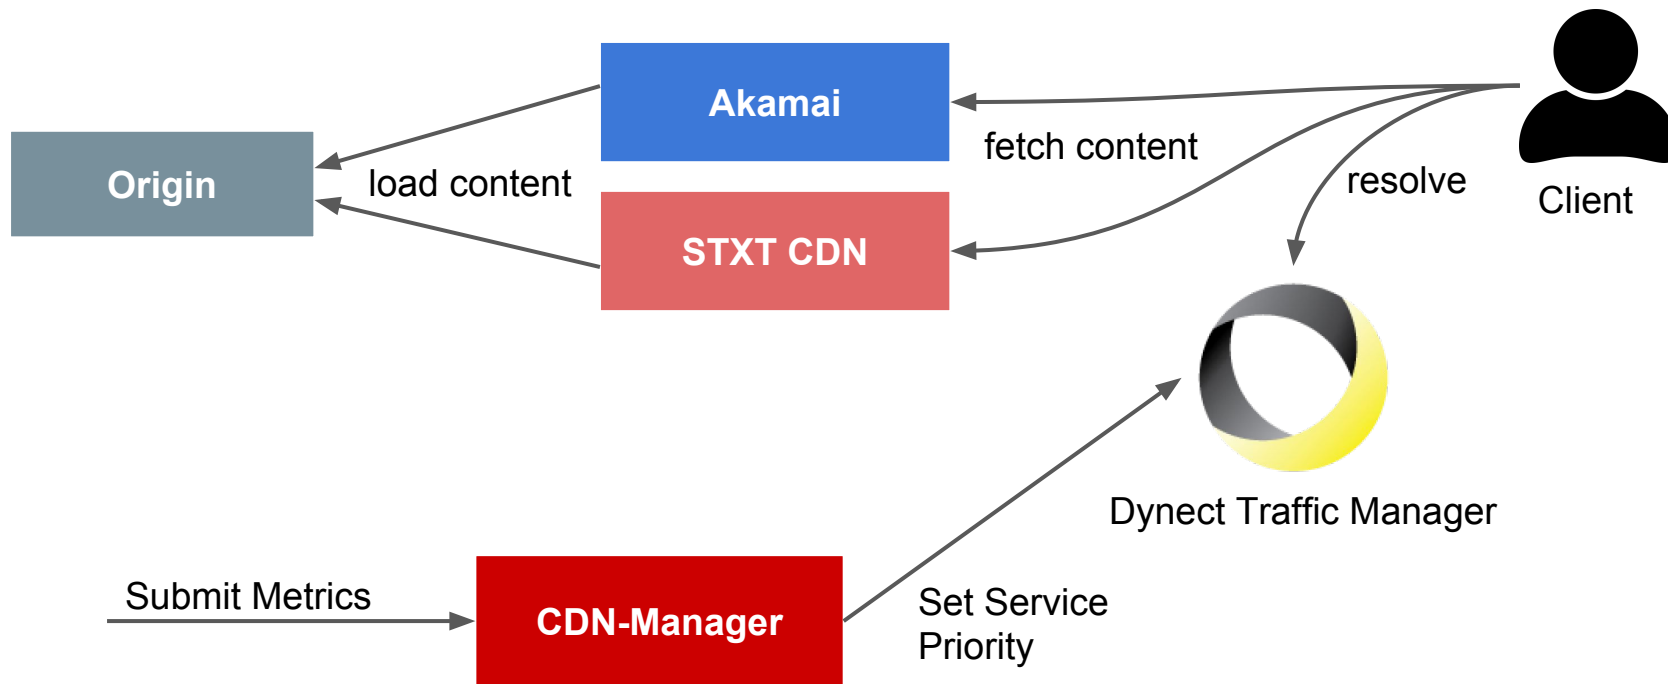 Akamai
fetch content
resolve
Client
Origin
load content
STXT CDN
Dynect Traffic Manager
Submit Metrics
CDN-Manager
Set Service
Priority